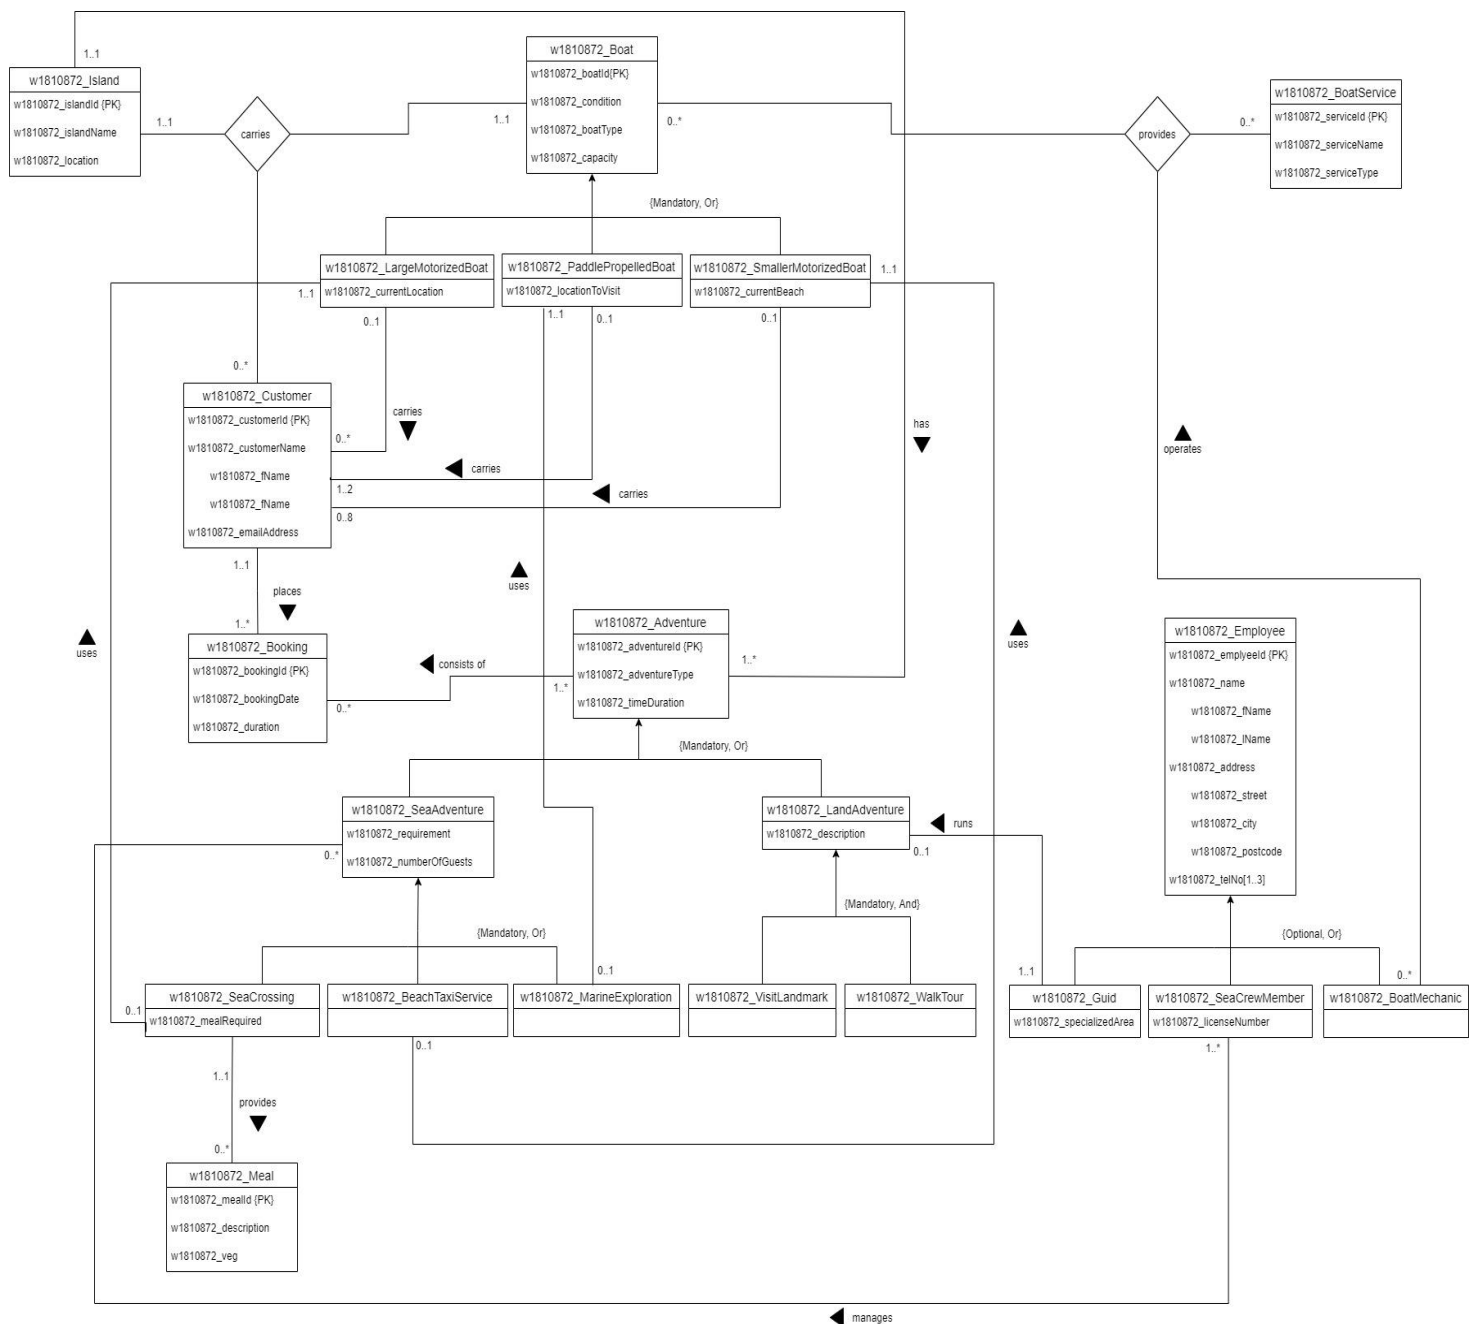 1..1
w1810872_Island
w1810872_islandId {PK}
w1810872_islandName
w1810872_location
1..1
carries
1..1
w1810872_Boat
w1810872_boatId{PK}
w1810872_condition
w1810872_boatType
w1810872_capacity
0..*
provides
0..*
w1810872_BoatService
w1810872_serviceId {PK}
w1810872_serviceName
w1810872_serviceType
{Mandatory, Or}
w1810872_LargeMotorizedBoat
w1810872_currentLocation
w1810872_PaddlePropelledBoat
w1810872_locationToVisit
w1810872_SmallerMotorizedBoat
w1810872_currentBeach
1..1
1..1
0..1
1..1
0..1
0..1
0..*
w1810872_Customer
w1810872_customerId {PK}
w1810872_customerName
w1810872_fName
w1810872_fName
w1810872_emailAddress
carries
0..*
carries
1..2
carries
0..8
has
operates
1..1
places
1..*
uses
w1810872_Booking
w1810872_bookingId {PK}
w1810872_bookingDate
w1810872_duration
consists of
0..*
1..*
uses
w1810872_Adventure
w1810872_adventureId {PK}
w1810872_adventureType
w1810872_timeDuration
1..*
uses
w1810872_Employee
w1810872_emplyeeId {PK}
w1810872_name
w1810872_fName
w1810872_lName
w1810872_address
w1810872_street
w1810872_city
w1810872_postcode
w1810872_telNo[1..3]
{Mandatory, Or}
w1810872_SeaAdventure
w1810872_requirement
w1810872_numberOfGuests
0..*
w1810872_LandAdventure
w1810872_description
runs
0..1
{Mandatory, And}
{Mandatory, Or}
{Optional, Or}
0..1
1..1
0..*
w1810872_SeaCrossing
w1810872_mealRequired
0..1
w1810872_BeachTaxiService
0..1
w1810872_MarineExploration
w1810872_VisitLandmark
w1810872_WalkTour
w1810872_Guid
w1810872_specializedArea
w1810872_SeaCrewMember
w1810872_licenseNumber
1..*
w1810872_BoatMechanic
1..1
provides
0..*
w1810872_Meal
w1810872_mealId {PK}
w1810872_description
w1810872_veg
manages